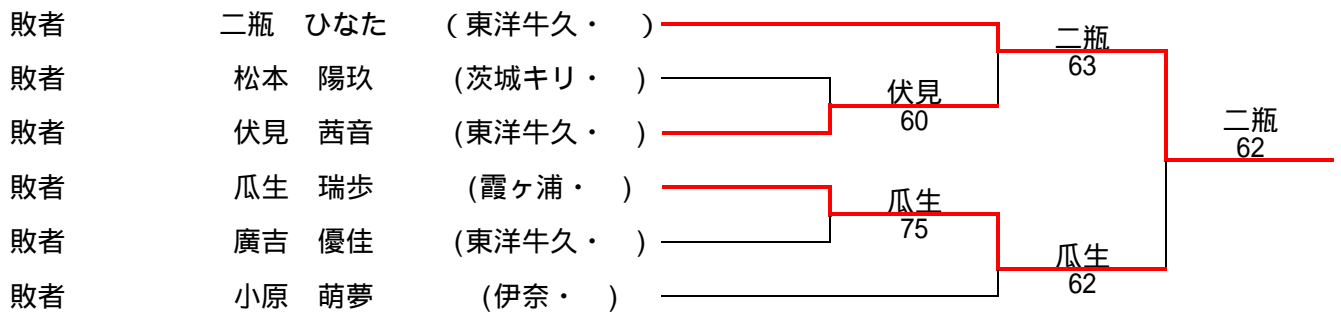 敗者 二瓶 ひなた (東洋牛久・ )
敗者 松本 陽玖 (茨城キリ・ )
敗者 伏見 茜音 (東洋牛久・ )
敗者 瓜生 瑞歩 (霞ヶ浦・ )
敗者 廣吉 優佳 (東洋牛久・ )
敗者 小原 萌夢 (伊奈・ )
伏見
60
瓜生
75
二瓶
63
瓜生
62
二瓶
62